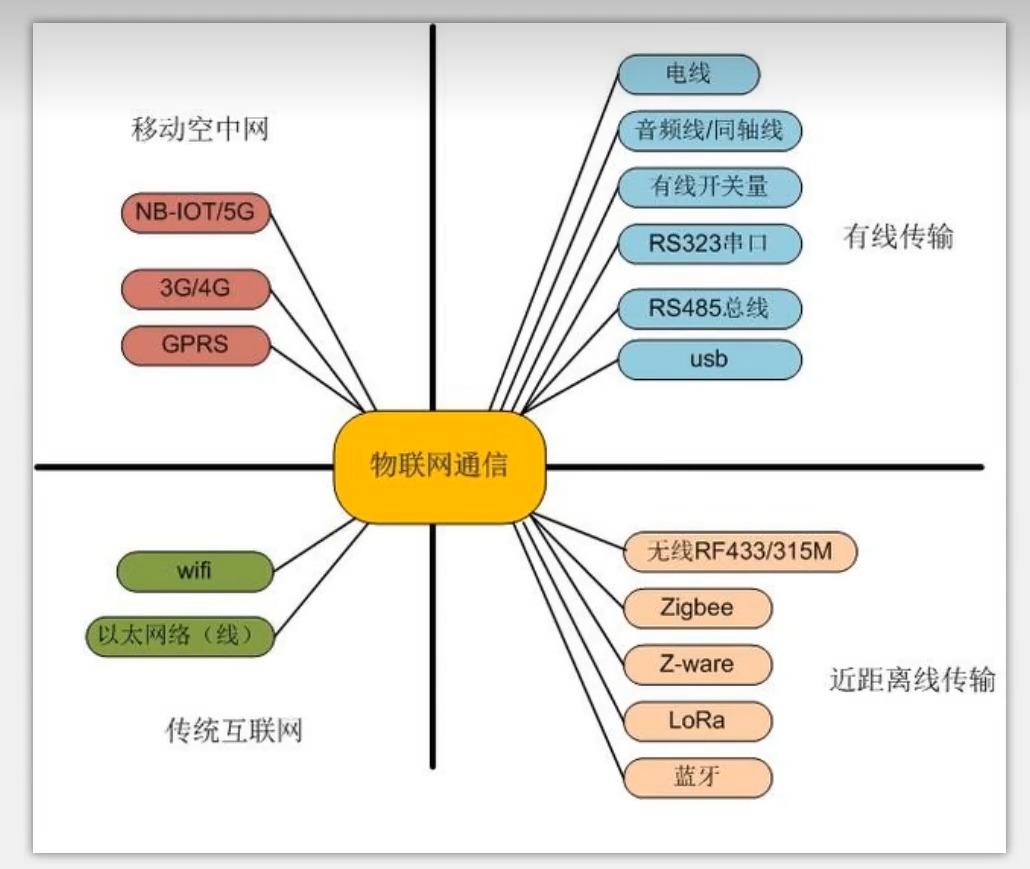 移动空中网
NB-IOT/5G
3G/4G
GPRS
电线
音频线/同轴线
有线开关量
RS323串口
RS485总线
usb
有线传输
物联网通信
wifi
以太网络（线）
传统互联网
无线RF433/315M
Zigbee
Z-ware
LoRa
蓝牙
近距离线传输